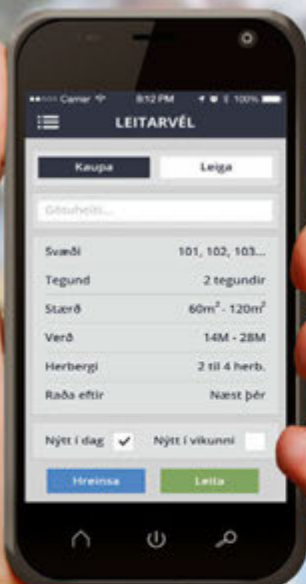 Carrier 8:12 PM 100%
LEITARVÉL
Kaupa Leiga
Götuheiti...
Svæði 101, 102, 103...
Tegund 2 tegundir
Stærð 60m² - 120m²
Verð 14M - 28M
Herbergi 2 til 4 herb.
Raða eftir Næst þér
Nýtt í dag Nýtt í vikunni
Hreinsa Leita